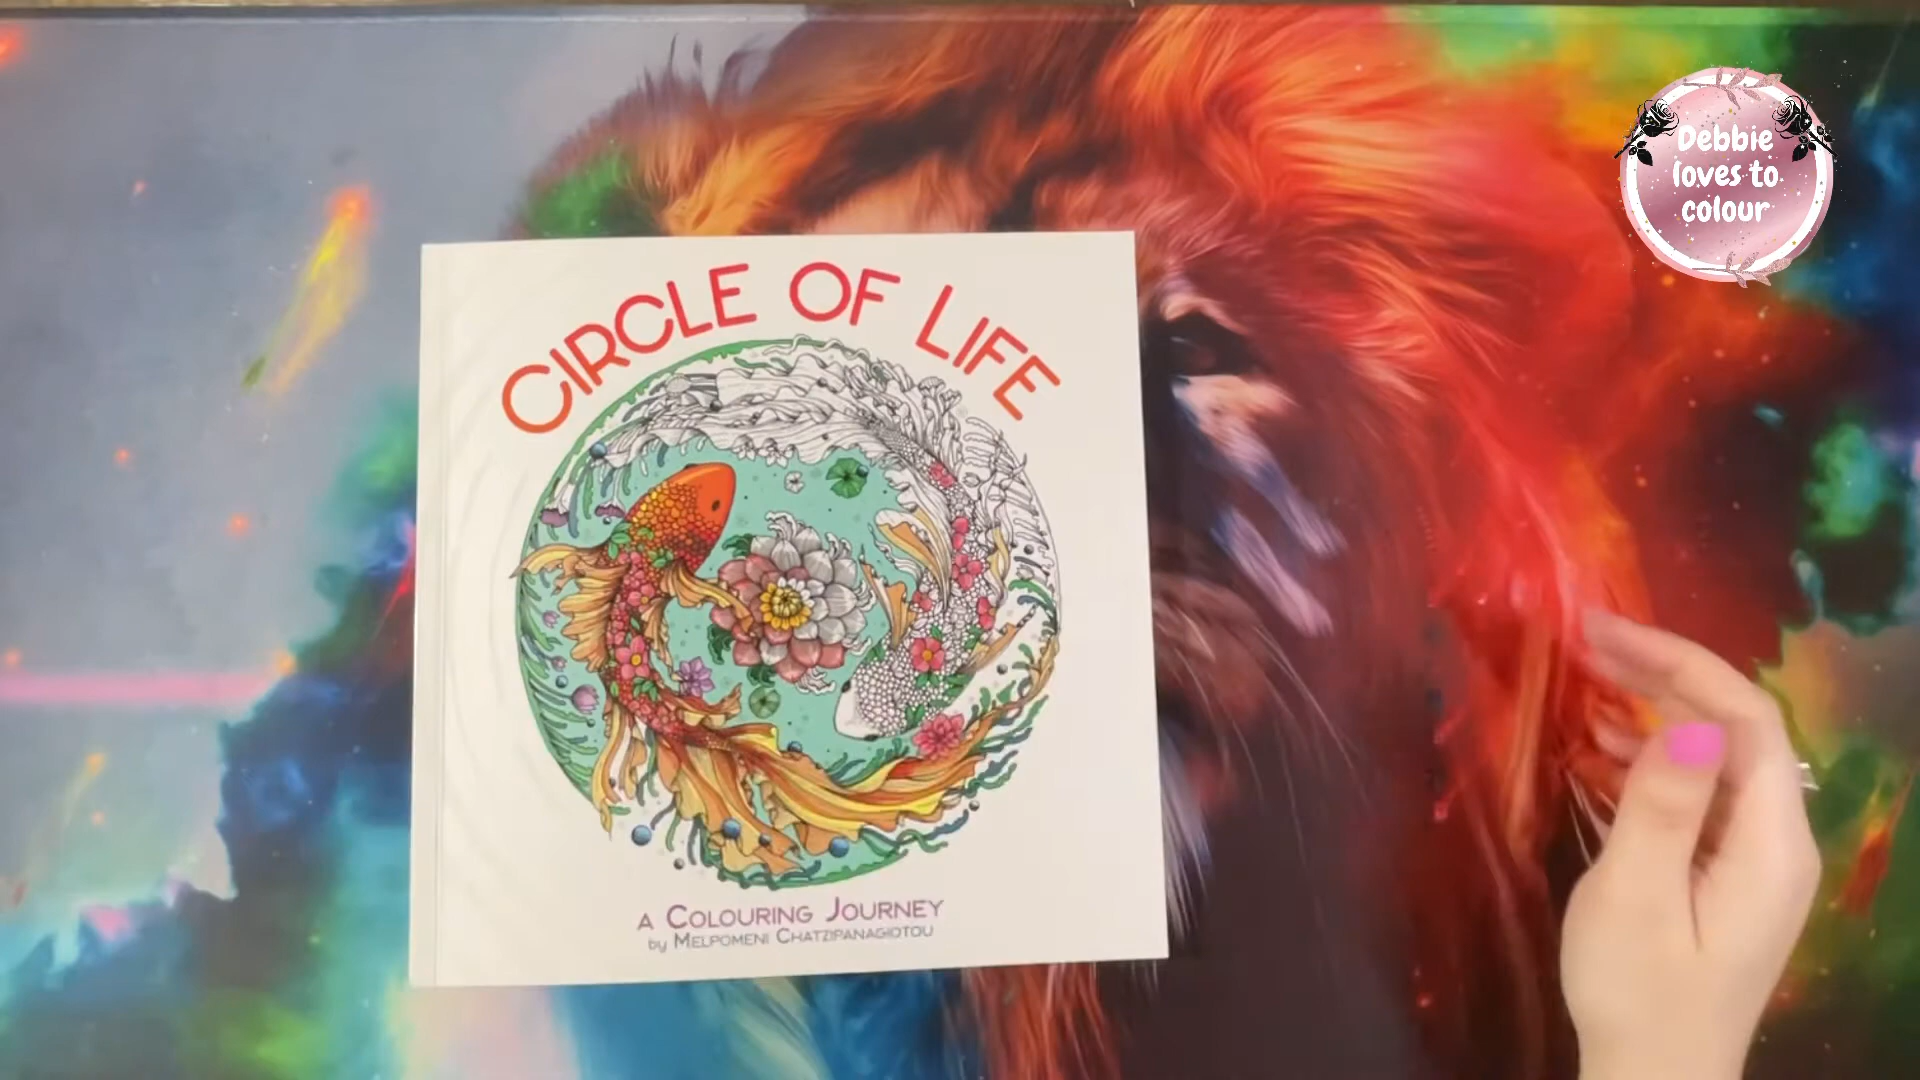 CIRCLE OF LIFE
A COLOURING JOURNEY
by MELPOMENI CHATZIPANAGIOTOU
Debbie
loves to
colour